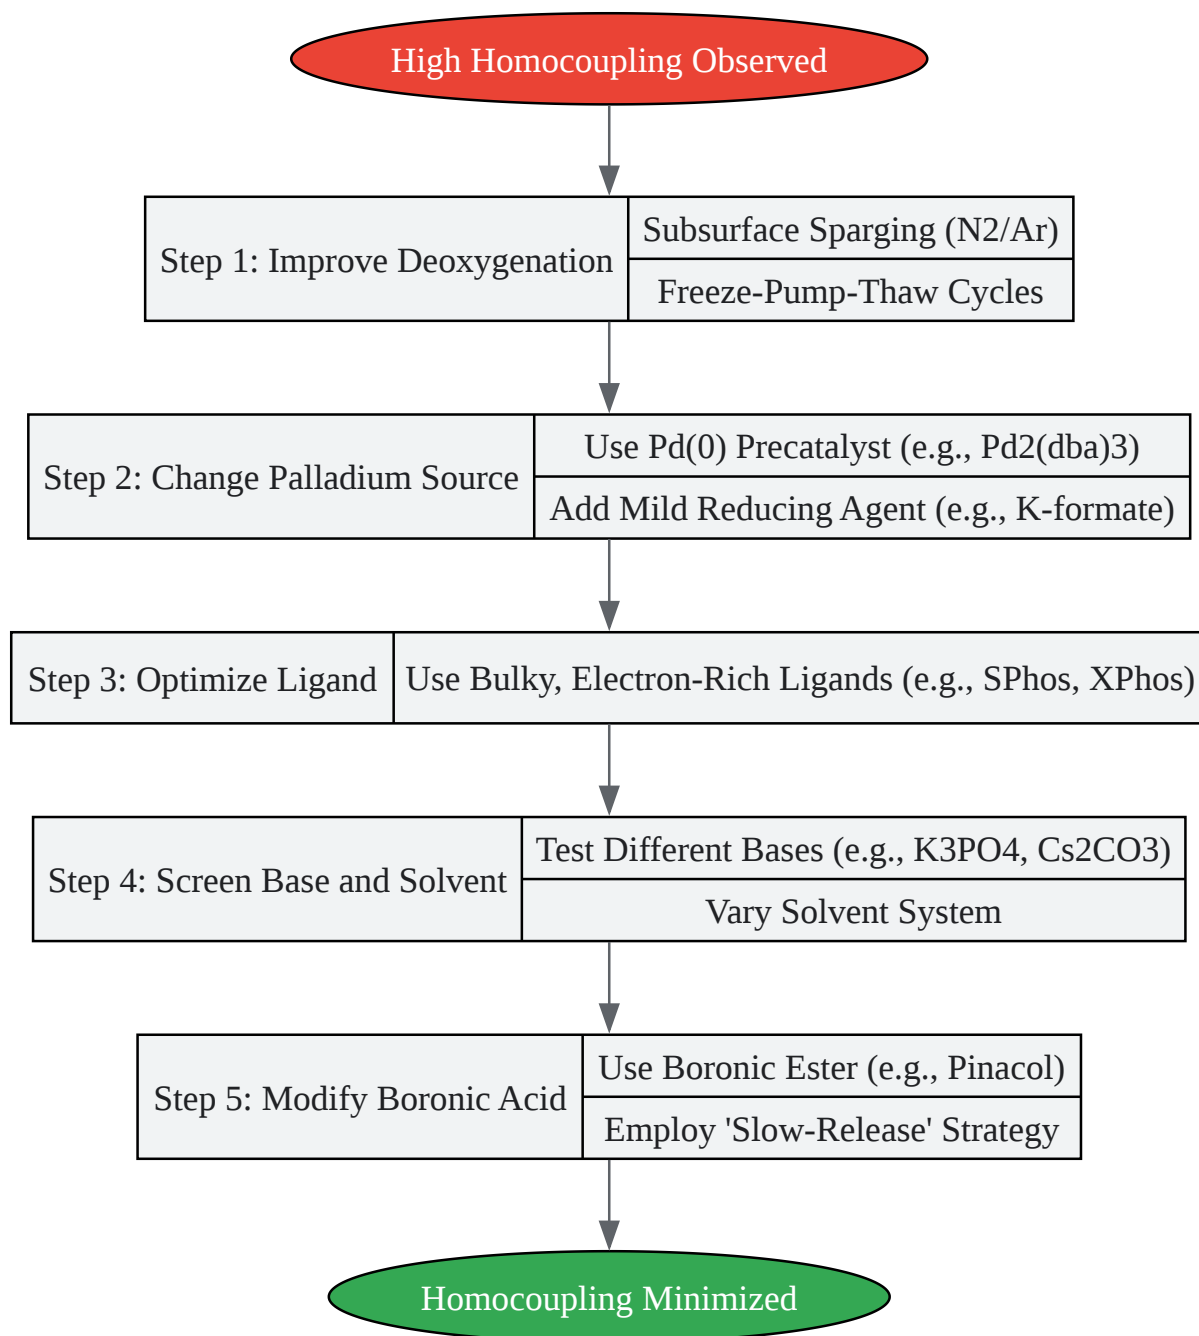 High Homocoupling Observed
Step 1: Improve Deoxygenation
Subsurface Sparging (N2/Ar)
Freeze-Pump-Thaw Cycles
Step 2: Change Palladium Source
Use Pd(0) Precatalyst (e.g., Pd2(dba)3)
Add Mild Reducing Agent (e.g., K-formate)
Step 3: Optimize Ligand
Use Bulky, Electron-Rich Ligands (e.g., SPhos, XPhos)
Step 4: Screen Base and Solvent
Test Different Bases (e.g., K3PO4, Cs2CO3)
Vary Solvent System
Step 5: Modify Boronic Acid
Use Boronic Ester (e.g., Pinacol)
Employ 'Slow-Release' Strategy
Homocoupling Minimized